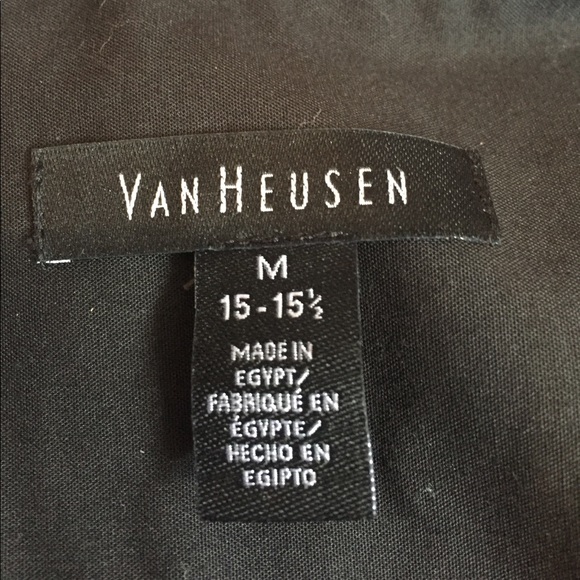 VAN HEUSEN
M
15-15½
MADE IN
EGYPT/
FABRIQUÉ EN
ÉGYPTE/
HECHO EN
EGIPTO